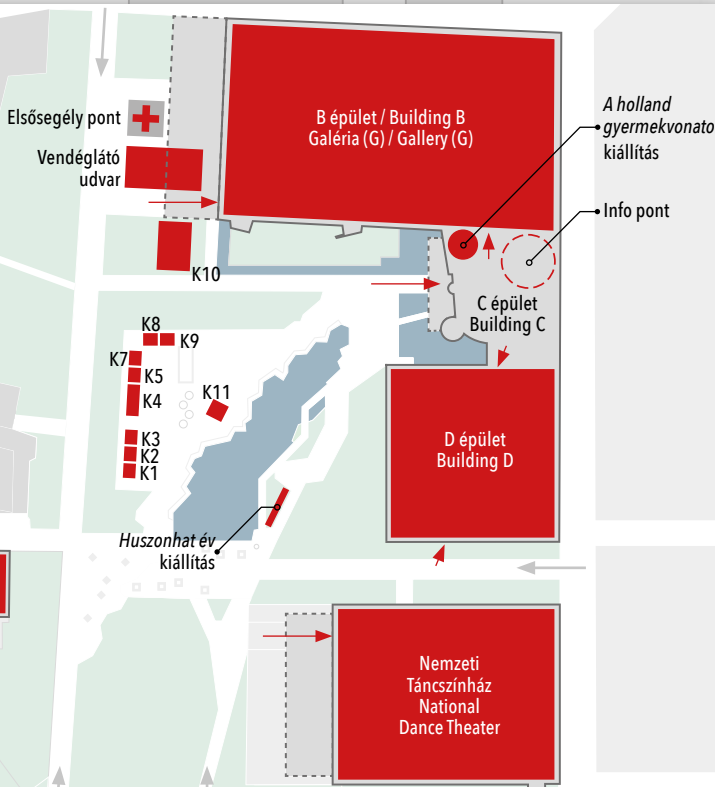 B épület / Building B
Galéria (G) / Gallery (G)
Elsősegély pont
Vendéglátó
udvar
A holland
gyermekvonato
kiállítás
Info pont
K10
C épület
Building C
K8
K9
K7
K5
K4
K11
K3
K2
K1
D épület
Building D
Huszonhat év
kiállítás
Nemzeti
Táncszínház
National
Dance Theater